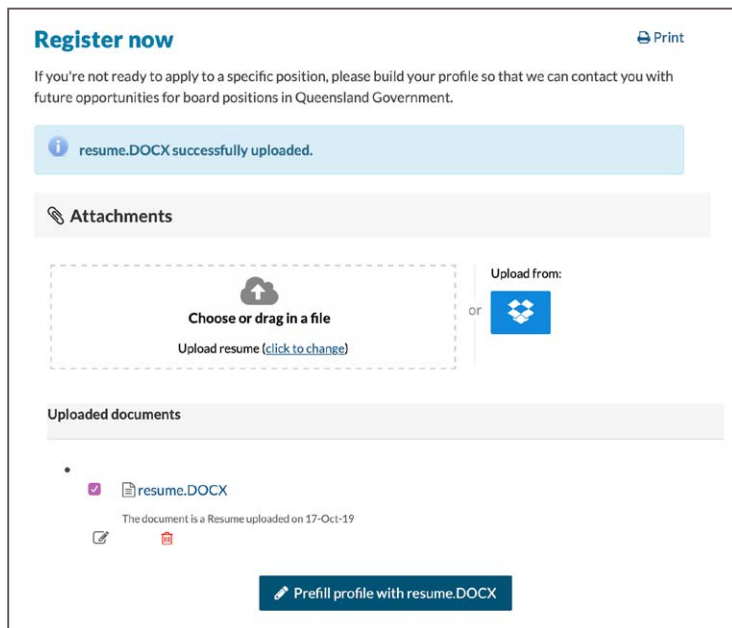 Register now
Print
If you're not ready to apply to a specific position, please build your profile so that we can contact you with
future opportunities for board positions in Queensland Government.
resume.DOCX successfully uploaded.
Attachments
Choose or drag in a file
Upload resume (click to change)
or
Upload from:
Uploaded documents
resume.DOCX
The document is a Resume uploaded on 17-Oct-19
Prefill profile with resume.DOCX